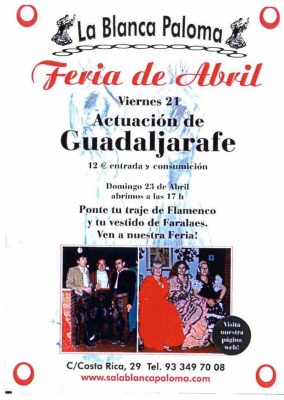 La Blanca Paloma
Feria de Abril
Viernes 21
Actuación de
Guadaljarafe
12 € entrada y consumición
Domingo 23 de Abril
abrimos a las 17 h
Ponte tu traje de Flamenco
y tu vestido de Faralaes.
Ven a nuestra Feria!
Visita
nuestra
página
web!
C/Costa Rica, 29 Tel. 93 349 70 08
www.salablancapaloma.com